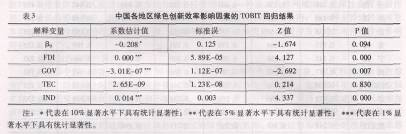 表3 中国各地区绿色创新效率影响因素的 TOBIT 回归结果
解释变量 系数估计值 标准误 Z 值 P 值
β₀ -0.208* 0.125 -1.674 0.094
FDI 0.000*** 5.89E-05 4.127 0.000
GOV -3.01E-07*** 1.12E-07 -2.692 0.007
TEC 2.65E-09 1.23E-08 0.214 0.830
IND 0.014*** 0.003 4.337 0.000
注：* 代表在 10% 显著水平下具有统计显著性；** 代表在 5% 显著水平下具有统计显著性；*** 代表在 1% 显
著水平下具有统计显著性。